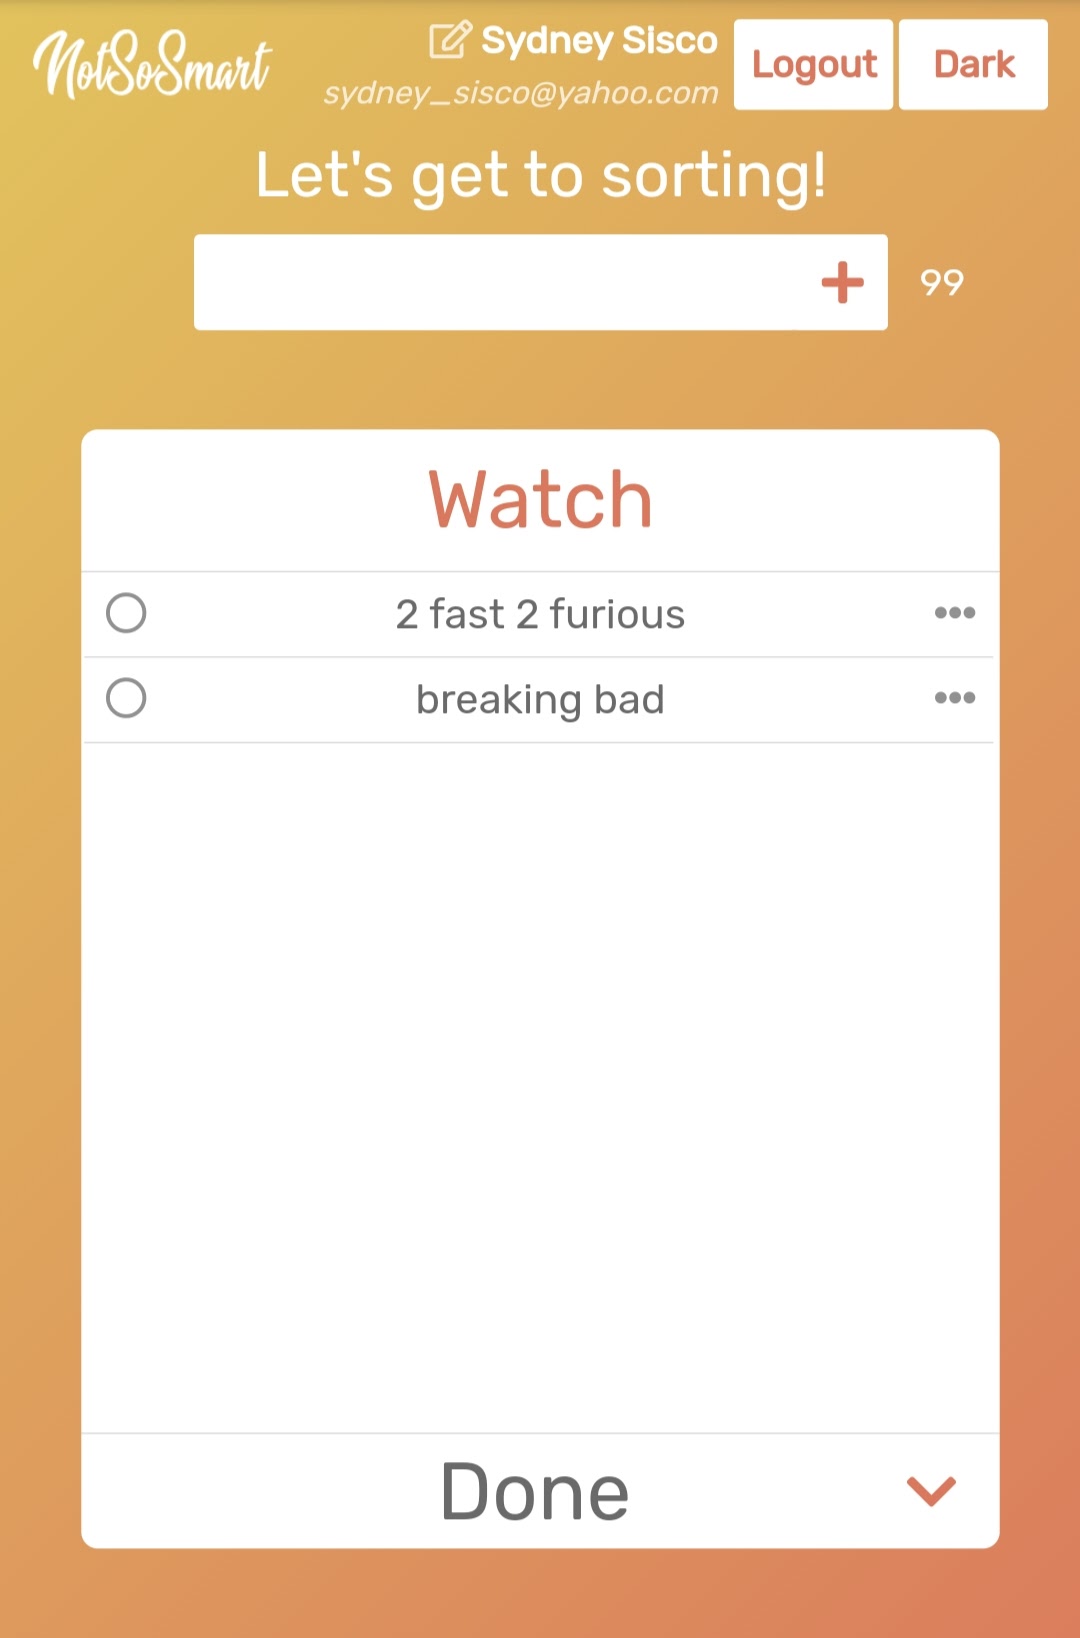 NotSoSmart
Sydney Sisco
sydney_sisco@yahoo.com
Logout
Dark
Let's get to sorting!
99
Watch
2 fast 2 furious
breaking bad
Done